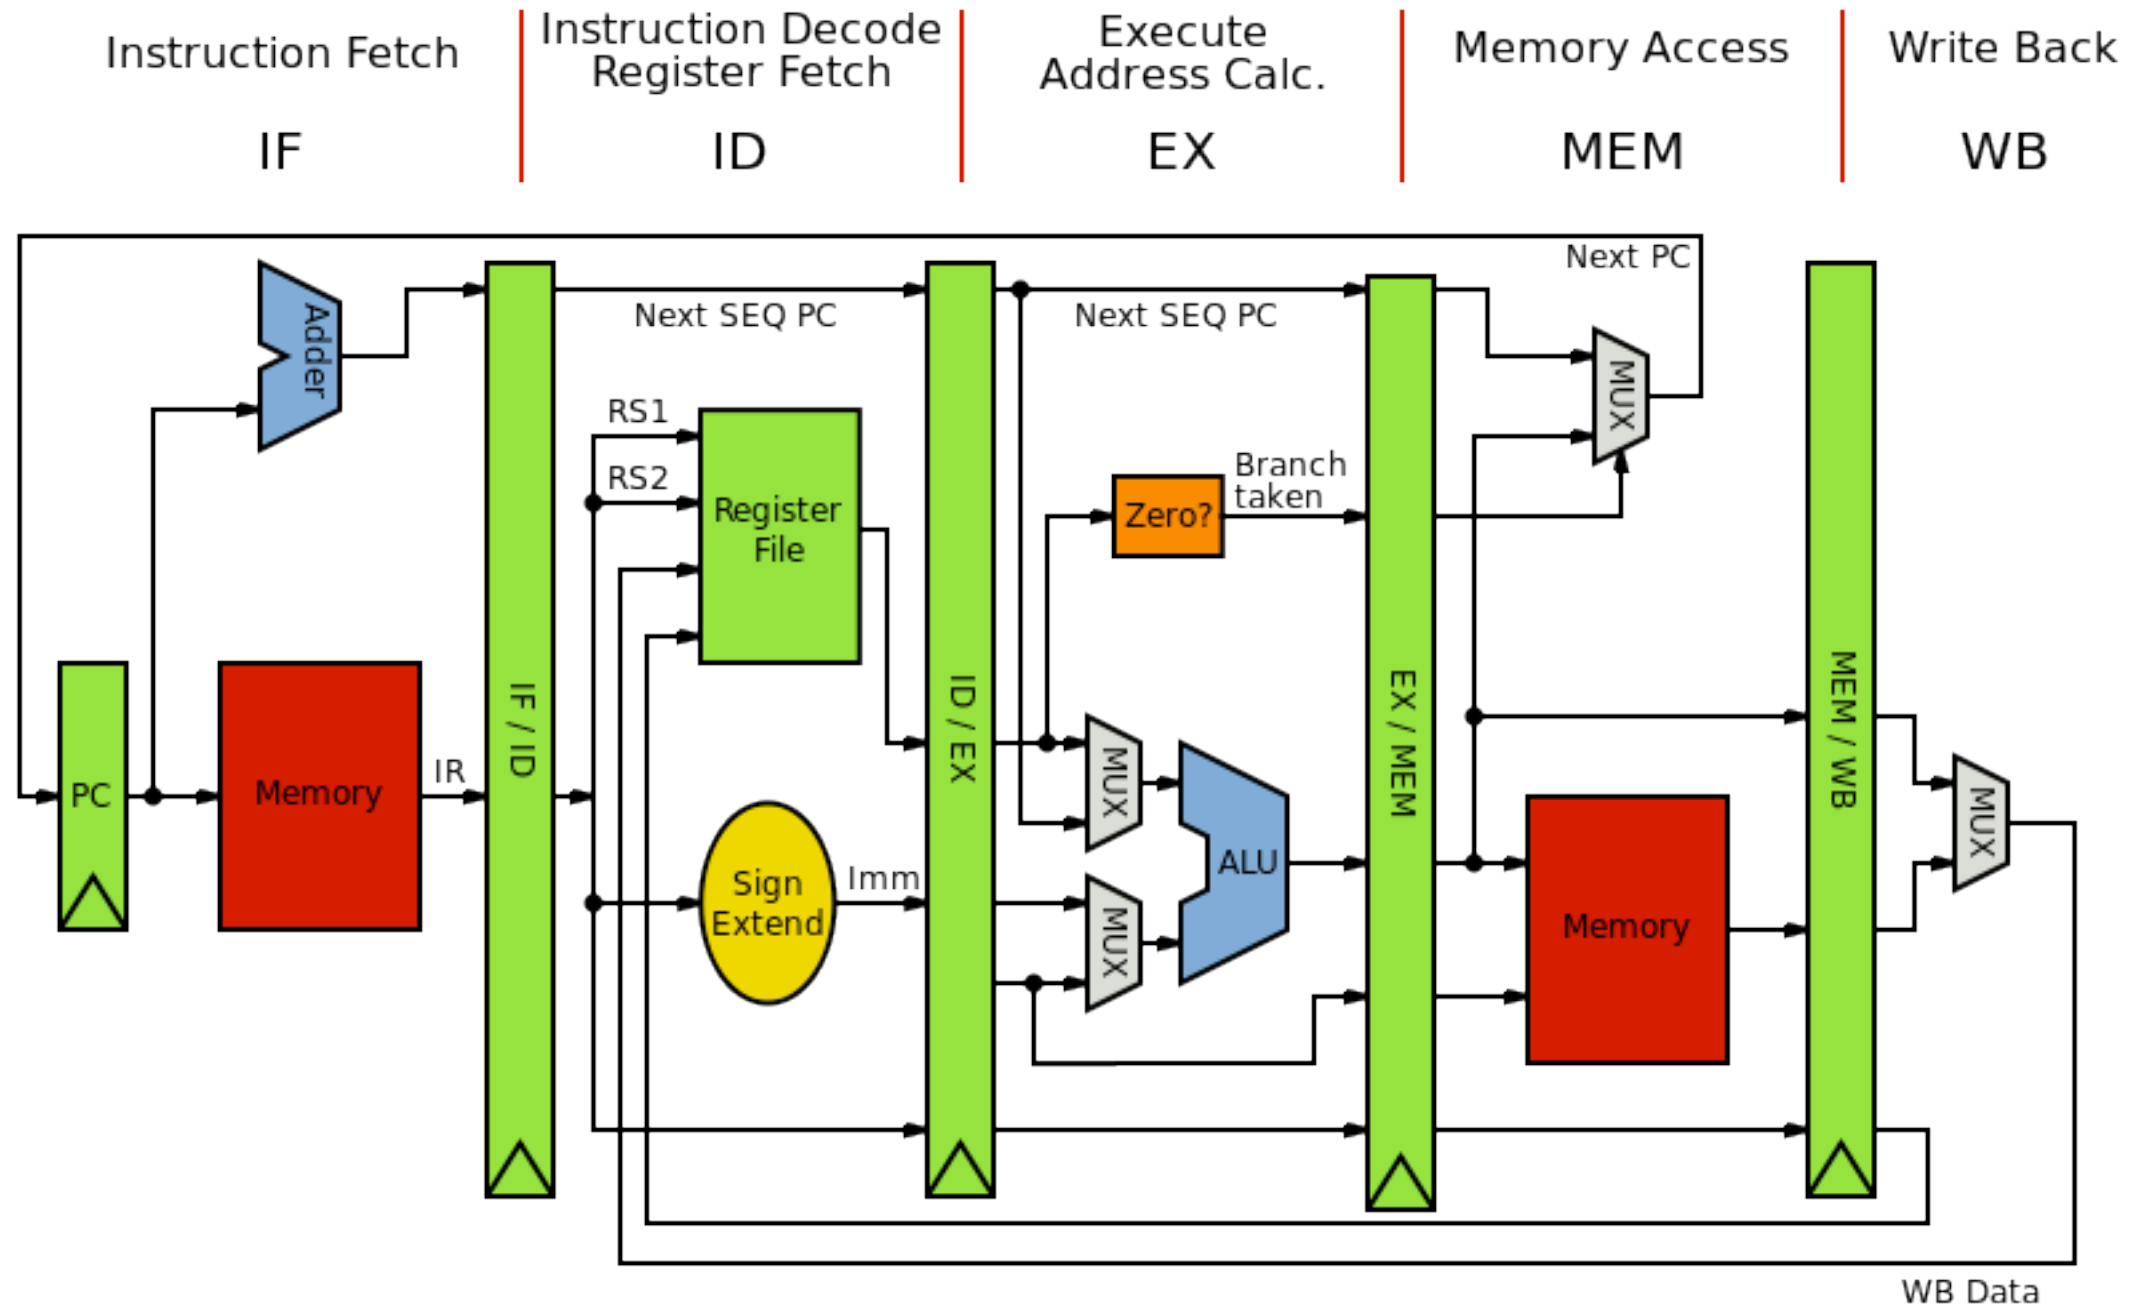 Instruction Fetch
IF
Instruction Decode
Register Fetch
ID
Execute
Address Calc.
EX
Memory Access
MEM
Write Back
WB
Adder
PC
Memory
IR
IF / ID
Next SEQ PC
RS1
RS2
Register
File
Sign
Extend
Imm
ID / EX
Next SEQ PC
Zero?
Branch
taken
MUX
MUX
ALU
EX / MEM
Next PC
MUX
Memory
MEM / WB
MUX
WB Data